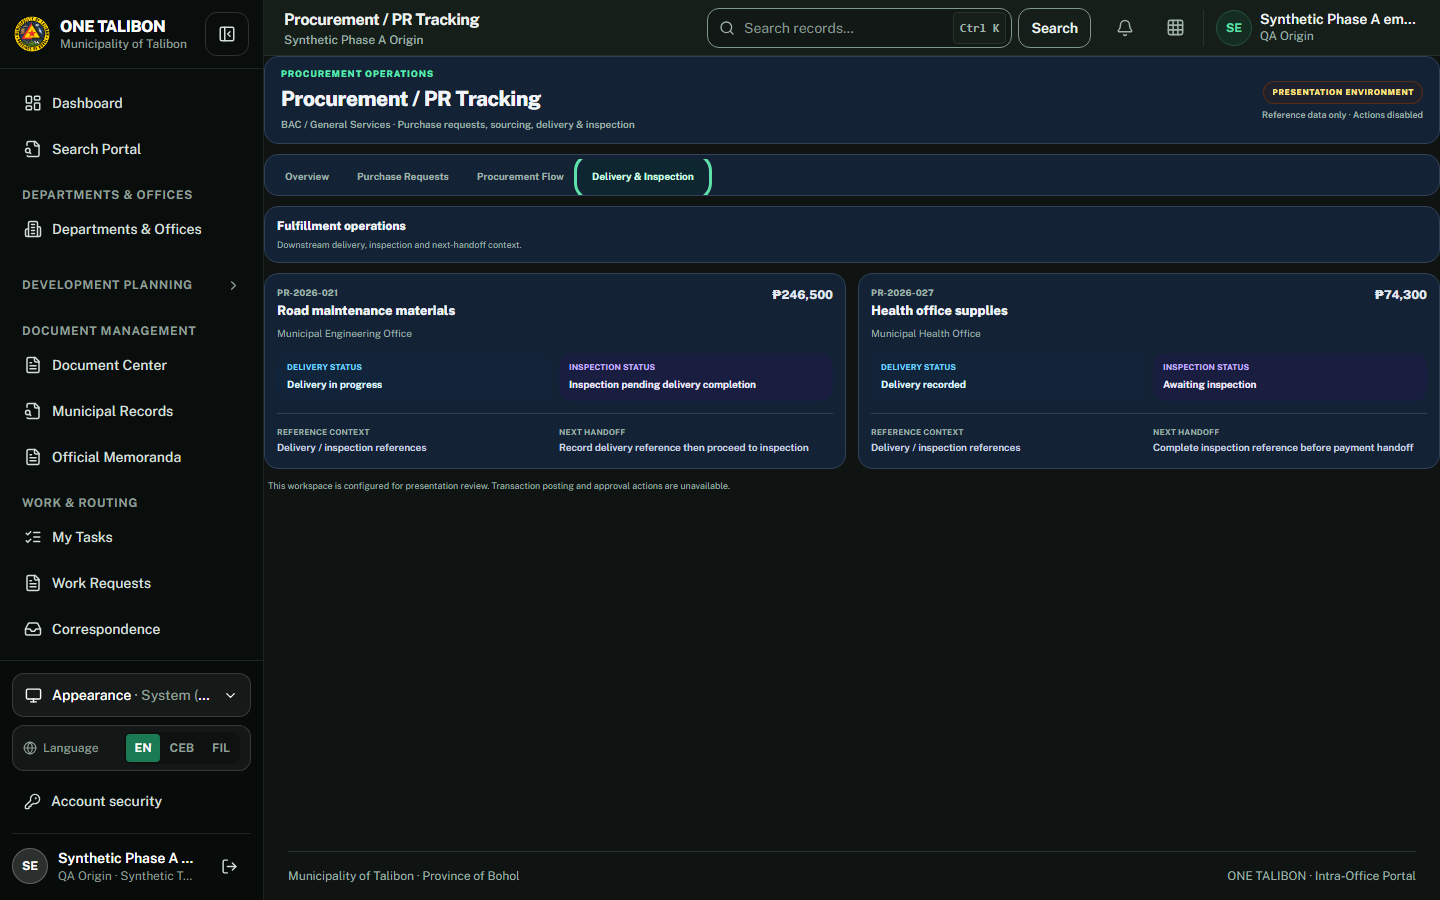 ONE TALIBON
Municipality of Talibon
Dashboard
Search Portal
DEPARTMENTS & OFFICES
Departments & Offices
DEVELOPMENT PLANNING
DOCUMENT MANAGEMENT
Document Center
Municipal Records
Official Memoranda
WORK & ROUTING
My Tasks
Work Requests
Correspondence
Appearance · System (...
Language EN CEB FIL
Account security
SE Synthetic Phase A ...
QA Origin · Synthetic T...
Procurement / PR Tracking
Synthetic Phase A Origin
Search records... Ctrl K Search
SE Synthetic Phase A em...
QA Origin
PROCUREMENT OPERATIONS
Procurement / PR Tracking
BAC / General Services · Purchase requests, sourcing, delivery & inspection
PRESENTATION ENVIRONMENT
Reference data only · Actions disabled
Overview Purchase Requests Procurement Flow Delivery & Inspection
Fulfillment operations
Downstream delivery, inspection and next-handoff context.
PR-2026-021 ₱246,500
Road maintenance materials
Municipal Engineering Office
DELIVERY STATUS INSPECTION STATUS
Delivery in progress Inspection pending delivery completion
REFERENCE CONTEXT NEXT HANDOFF
Delivery / inspection references Record delivery reference then proceed to inspection
PR-2026-027 ₱74,300
Health office supplies
Municipal Health Office
DELIVERY STATUS INSPECTION STATUS
Delivery recorded Awaiting inspection
REFERENCE CONTEXT NEXT HANDOFF
Delivery / inspection references Complete inspection reference before payment handoff
This workspace is configured for presentation review. Transaction posting and approval actions are unavailable.
Municipality of Talibon · Province of Bohol
ONE TALIBON · Intra-Office Portal